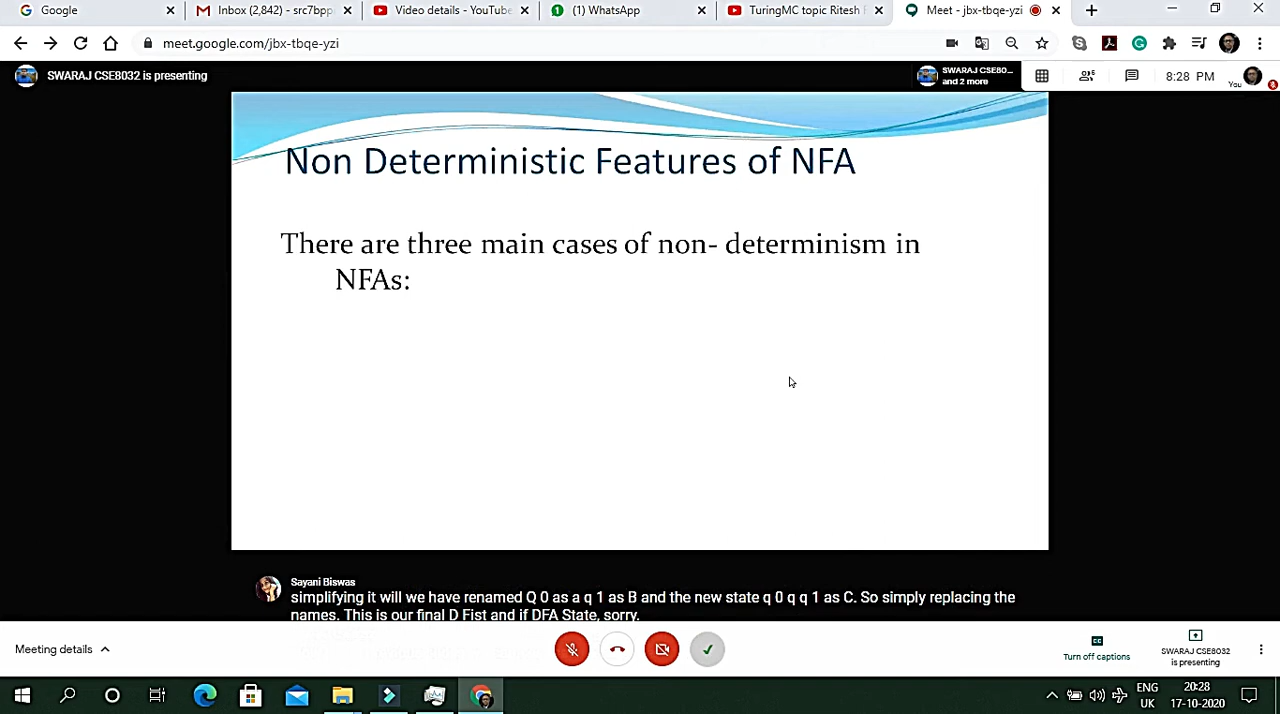 Google
Inbox (2,842) - src7bpp
Video details - YouTube
(1) WhatsApp
TuringMC topic Ritesh
Meet - jbx-tbqe-yzi
meet.google.com/jbx-tbqe-yzi
SWARAJ CSE8032 is presenting
SWARAJ CSE80...
and 2 more
6
8:28 PM
You
Non Deterministic Features of NFA
There are three main cases of non- determinism in
NFAs:
Sayani Biswas
simplifying it will we have renamed Q 0 as a q 1 as B and the new state q 0 q q 1 as C. So simply replacing the
names. This is our final D Fist and if DFA State, sorry.
Meeting details
CC
Turn off captions
SWARAJ CSE8032
is presenting
ENG
UK
20:28
17-10-2020